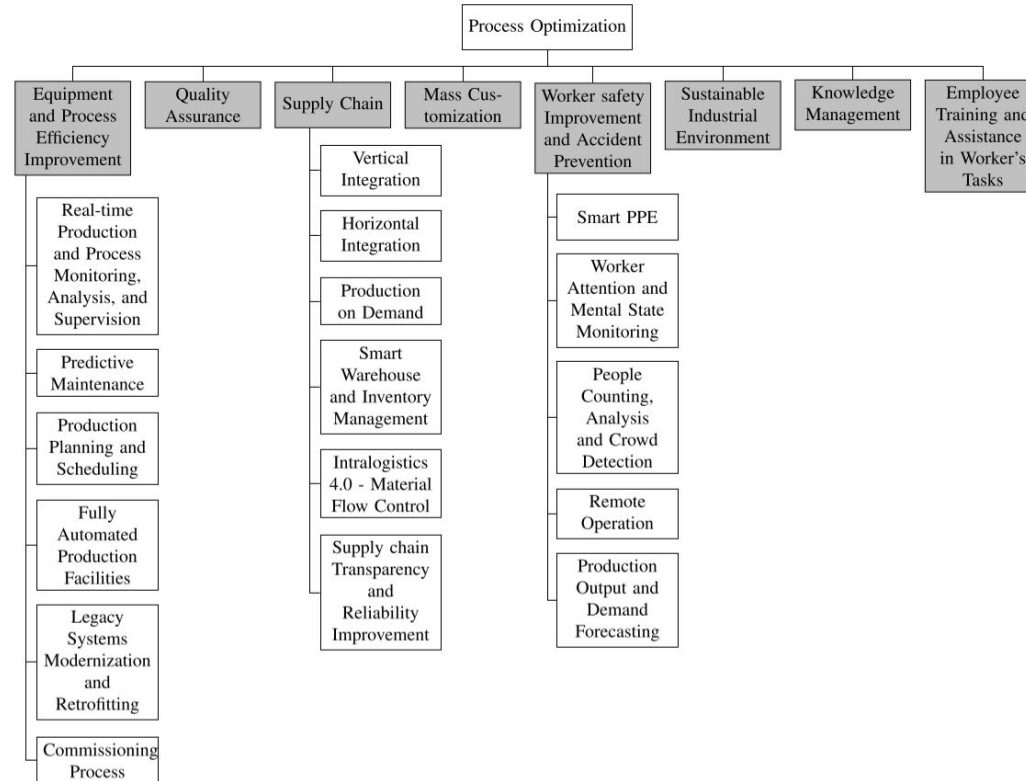 Process Optimization
Equipment
and Process
Efficiency
Improvement
Quality
Assurance
Supply Chain
Mass Cus-
tomization
Worker safety
Improvement
and Accident
Prevention
Sustainable
Industrial
Environment
Knowledge
Management
Employee
Training and
Assistance
in Worker's
Tasks
Real-time
Production
and Process
Monitoring,
Analysis, and
Supervision
Predictive
Maintenance
Production
Planning and
Scheduling
Fully
Automated
Production
Facilities
Legacy
Systems
Modernization
and
Retrofitting
Commissioning
Process
Vertical
Integration
Horizontal
Integration
Production
on Demand
Smart
Warehouse
and Inventory
Management
Intralogistics
4.0 - Material
Flow Control
Supply chain
Transparency
and
Reliability
Improvement
Smart PPE
Worker
Attention and
Mental State
Monitoring
People
Counting,
Analysis
and Crowd
Detection
Remote
Operation
Production
Output and
Demand
Forecasting